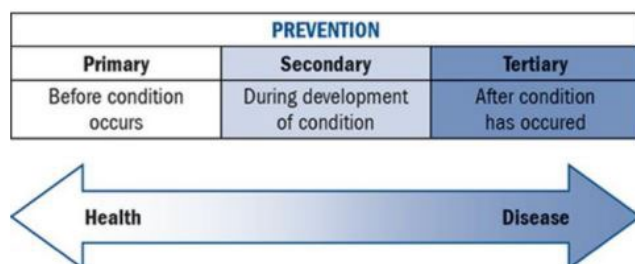 PREVENTION
Primary Secondary Tertiary
Before condition During development After condition
occurs of condition has occured
Health Disease